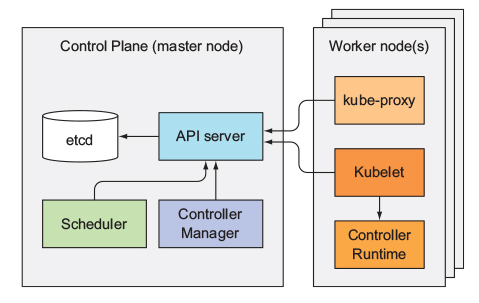 Control Plane (master node)
etcd
API server
Scheduler
Controller
Manager
Worker node(s)
kube-proxy
Kubelet
Controller
Runtime